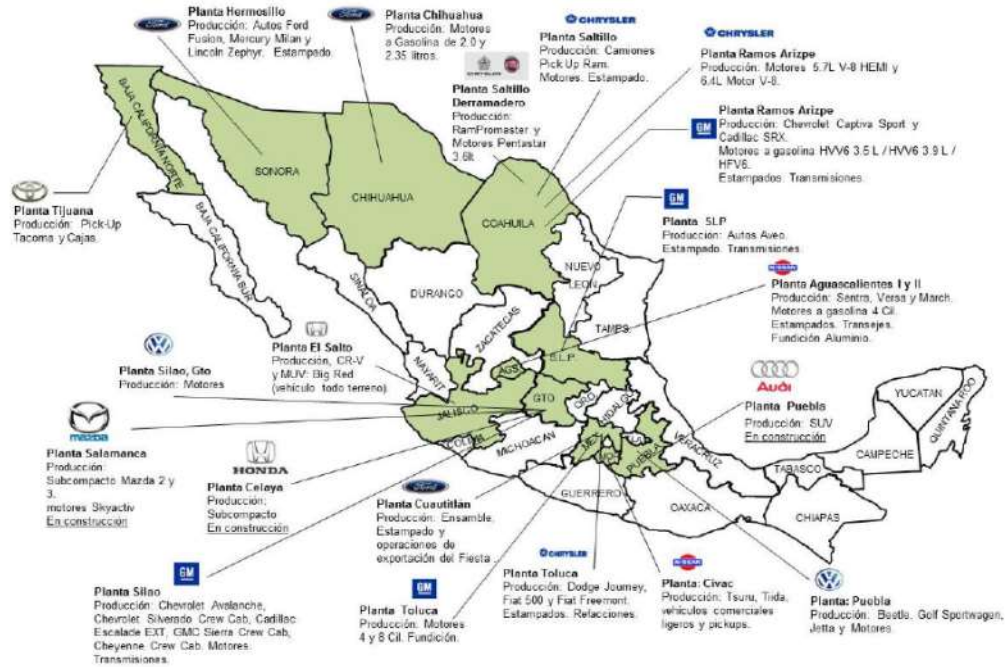 Ford
Planta Hermosillo
Producción: Autos Ford
Fusion, Mercury Milan y
Lincoln Zephyr. Estampado.
Ford
Planta Chihuahua
Producción: Motores
a Gasolina de 2.0 y
2.35 litros.
CHRYSLER
Planta Saltillo
Producción: Camiones
Pick Up Ram.
Motores. Estampado.
CHRYSLER
Planta Ramos Arizpe
Producción: Motores 5.7L V-8 HEMI y
6.4L Motor V-8.
Planta Saltillo
Derramadero
Producción:
RamPromaster y
Motores Pentastar
3.6lt
GM
Planta Ramos Arizpe
Producción: Chevrolet Captiva Sport y
Cadillac SRX.
Motores a gasolina HVV6 3.5 L / HVV6 3.9 L /
HFV6.
Estampados. Transmisiones.
Planta Tijuana
Producción: Pick-Up
Tacoma y Cajas.
GM
Planta SLP
Producción: Autos Aveo.
Estampado. Transmisiones.
NISSAN
Planta Aguascalientes I y II
Producción: Sentra, Versa y March.
Motores a gasolina 4 Cil.
Estampados. Transejes.
Fundición Aluminio.
Planta El Salto
Producción, CR-V
y MUV: Big Red
(vehículo todo terreno).
Planta Silao, Gto
Producción: Motores
Audi
Planta Puebla
Producción: SUV
En construcción
mazda
Planta Salamanca
Producción:
Subcompacto Mazda 2 y
3.
motores Skyactiv
En construcción
HONDA
Planta Celaya
Producción:
Subcompacto
En construcción
Ford
Planta Cuautitlán
Producción: Ensamble,
Estampado y
operaciones de
exportación del Fiesta .
GM
Planta Silao
Producción: Chevrolet Avalanche,
Chevrolet Silverado Crew Cab, Cadillac
Escalade EXT, GMC Sierra Crew Cab,
Cheyenne Crew Cab. Motores.
Transmisiones.
GM
Planta Toluca
Producción: Motores
4 y 8 Cil. Fundición.
CHRYSLER
Planta Toluca
Producción: Dodge Journey,
Fiat 500 y Fiat Freemont.
Estampados. Refacciones.
NISSAN
Planta: Civac
Producción: Tsuru, Tiida,
vehículos comerciales
ligeros y pickups.
Planta: Puebla
Producción: Beetle, Golf Sportwagen,
Jetta y Motores.
BAJA CALIFORNIA NORTE
BAJA CALIFORNIA SUR
SONORA
CHIHUAHUA
COAHUILA
NUEVO
LEON
TAMPS
SINALOA
DURANGO
ZACATECAS
S.L.P.
NAYARIT
AGS
JALISCO
GTO
QRO
HIDALGO
COLIMA
MICHOACAN
MEX
PUEBLA
VERACRUZ
GUERRERO
OAXACA
TABASCO
CHIAPAS
CAMPECHE
YUCATAN
QUINTANA ROO